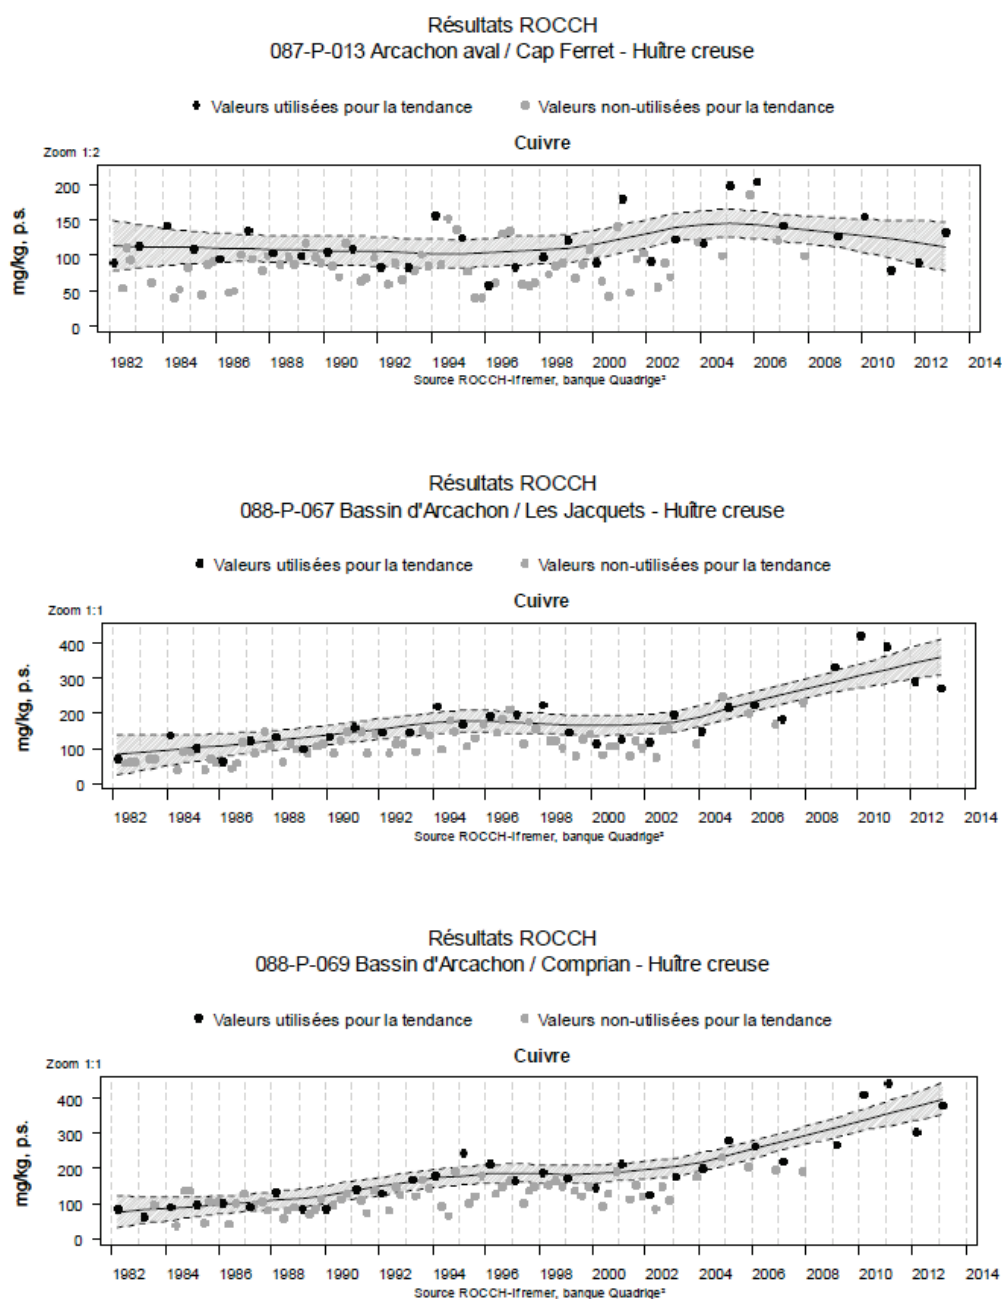 Résultats ROCCH
087-P-013 Arcachon aval / Cap Ferret - Huître creuse
Valeurs utilisées pour la tendance Valeurs non-utilisées pour la tendance
Zoom 1:2
Cuivre
mg/kg, p.s.
200
150
100
50
0
1982 1984 1986 1988 1990 1992 1994 1996 1998 2000 2002 2004 2006 2008 2010 2012 2014
Source ROCCH-Ifremer, banque Quadrige²
Résultats ROCCH
088-P-067 Bassin d'Arcachon / Les Jacquets - Huître creuse
Valeurs utilisées pour la tendance Valeurs non-utilisées pour la tendance
Zoom 1:1
Cuivre
mg/kg, p.s.
400
300
200
100
0
1982 1984 1986 1988 1990 1992 1994 1996 1998 2000 2002 2004 2006 2008 2010 2012 2014
Source ROCCH-Ifremer, banque Quadrige²
Résultats ROCCH
088-P-069 Bassin d'Arcachon / Comprian - Huître creuse
Valeurs utilisées pour la tendance Valeurs non-utilisées pour la tendance
Zoom 1:1
Cuivre
mg/kg, p.s.
400
300
200
100
0
1982 1984 1986 1988 1990 1992 1994 1996 1998 2000 2002 2004 2006 2008 2010 2012 2014
Source ROCCH-Ifremer, banque Quadrige²